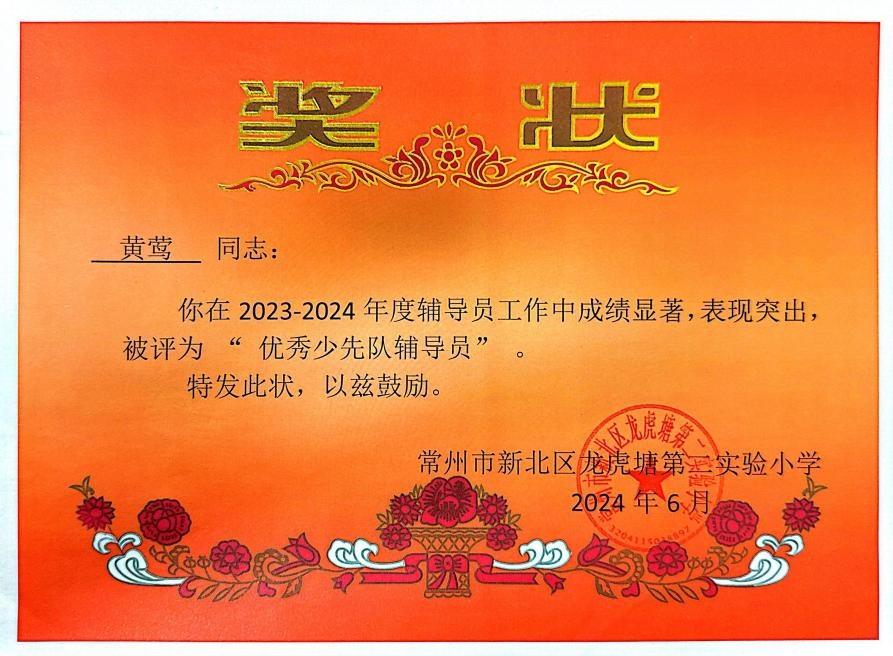 奖 状
黄莺 同志：
你在 2023-2024 年度辅导员工作中成绩显著，表现突出，
被评为 “ 优秀少先队辅导员” 。
特发此状，以兹鼓励。
常州市新北区龙虎塘第二实验小学
2024 年 6 月